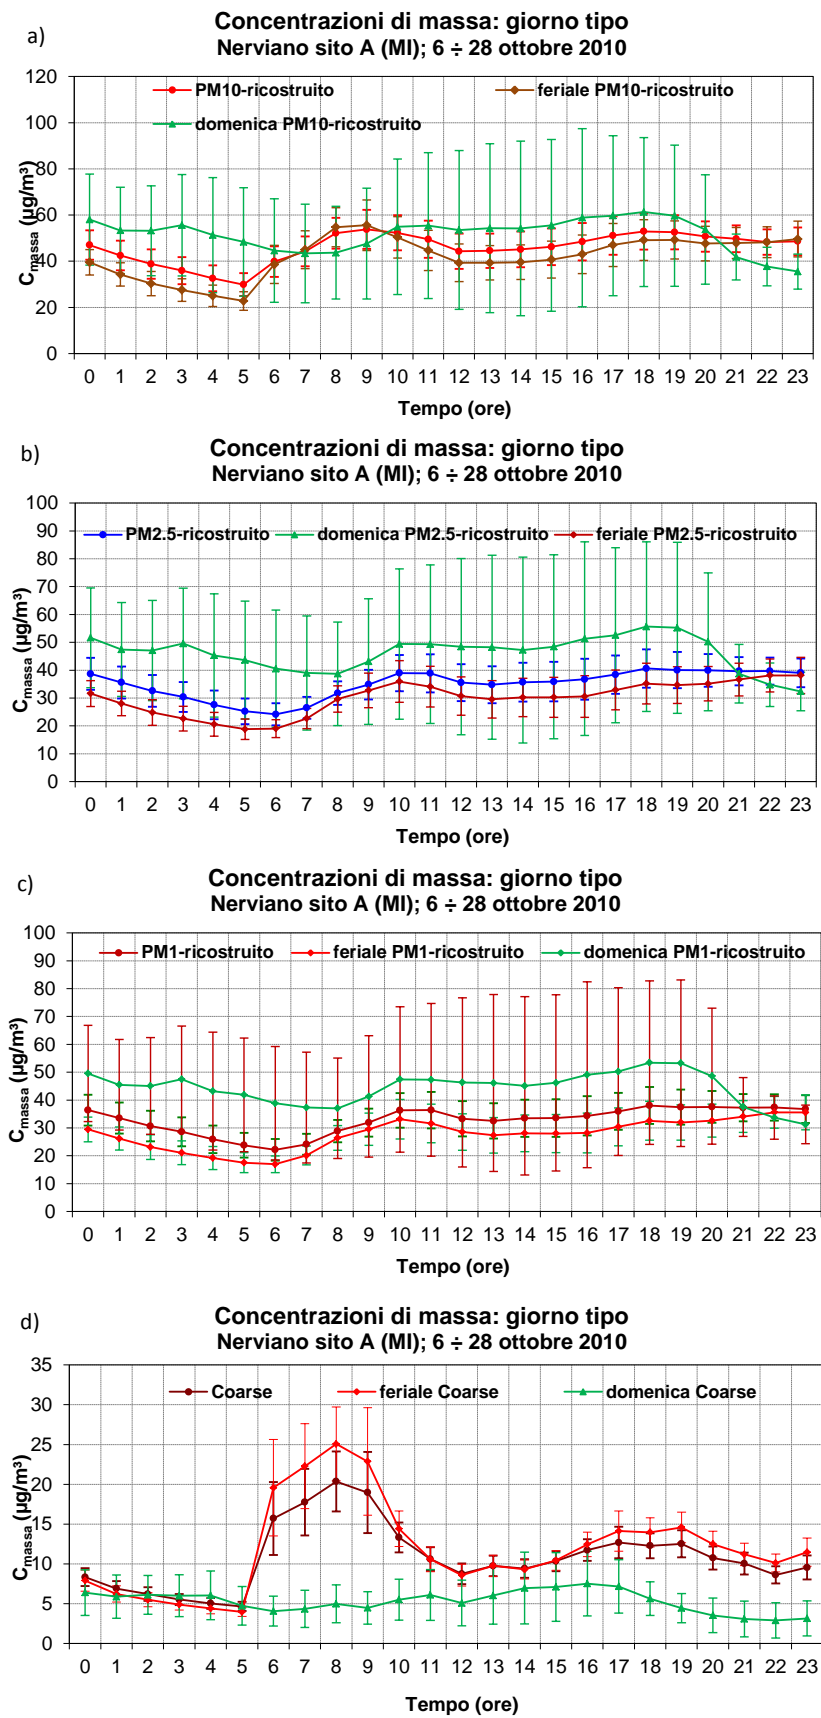 a)
Concentrazioni di massa: giorno tipo
Nerviano sito A (MI); 6 ÷ 28 ottobre 2010
C massa (µg/m³)
120
100
80
60
40
20
0
PM10-ricostruito
feriale PM10-ricostruito
domenica PM10-ricostruito
0 1 2 3 4 5 6 7 8 9 10 11 12 13 14 15 16 17 18 19 20 21 22 23
Tempo (ore)
b)
Concentrazioni di massa: giorno tipo
Nerviano sito A (MI); 6 ÷ 28 ottobre 2010
C massa (µg/m³)
100
90
80
70
60
50
40
30
20
10
0
PM2.5-ricostruito
domenica PM2.5-ricostruito
feriale PM2.5-ricostruito
0 1 2 3 4 5 6 7 8 9 10 11 12 13 14 15 16 17 18 19 20 21 22 23
Tempo (ore)
c)
Concentrazioni di massa: giorno tipo
Nerviano sito A (MI); 6 ÷ 28 ottobre 2010
C massa (µg/m³)
100
90
80
70
60
50
40
30
20
10
0
PM1-ricostruito
feriale PM1-ricostruito
domenica PM1-ricostruito
0 1 2 3 4 5 6 7 8 9 10 11 12 13 14 15 16 17 18 19 20 21 22 23
Tempo (ore)
d)
Concentrazioni di massa: giorno tipo
Nerviano sito A (MI); 6 ÷ 28 ottobre 2010
C massa (µg/m³)
35
30
25
20
15
10
5
0
Coarse
feriale Coarse
domenica Coarse
0 1 2 3 4 5 6 7 8 9 10 11 12 13 14 15 16 17 18 19 20 21 22 23
Tempo (ore)